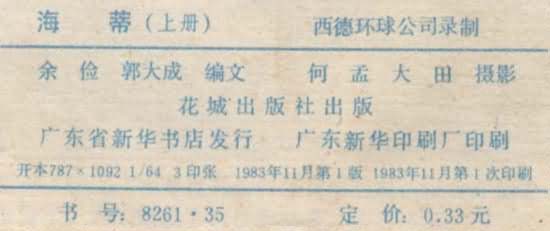 海 蒂（上册） 西德环球公司录制
余 俭 郭大成 编文 何 孟 大 田 摄影
花城出版社出版
广东省新华书店发行 广东新华印刷厂印刷
开本787×1092 1/64 3印张 1983年11月第1版 1983年11月第1次印刷
书 号：8261·35 定 价：0.33元